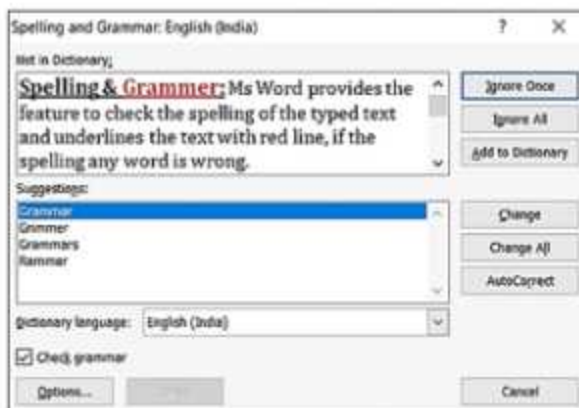 Spelling and Grammar: English (India)
? ×
Not in Dictionary:
Spelling & Grammer: Ms Word provides the
feature to check the spelling of the typed text
and underlines the text with red line, if the
spelling any word is wrong.
Ignore Once
Ignore All
Add to Dictionary
Suggestions:
Grammar
Grimmer
Grammars
Rammer
Change
Change All
AutoCorrect
Dictionary language: English (India)
Check grammar
Options...
Cancel